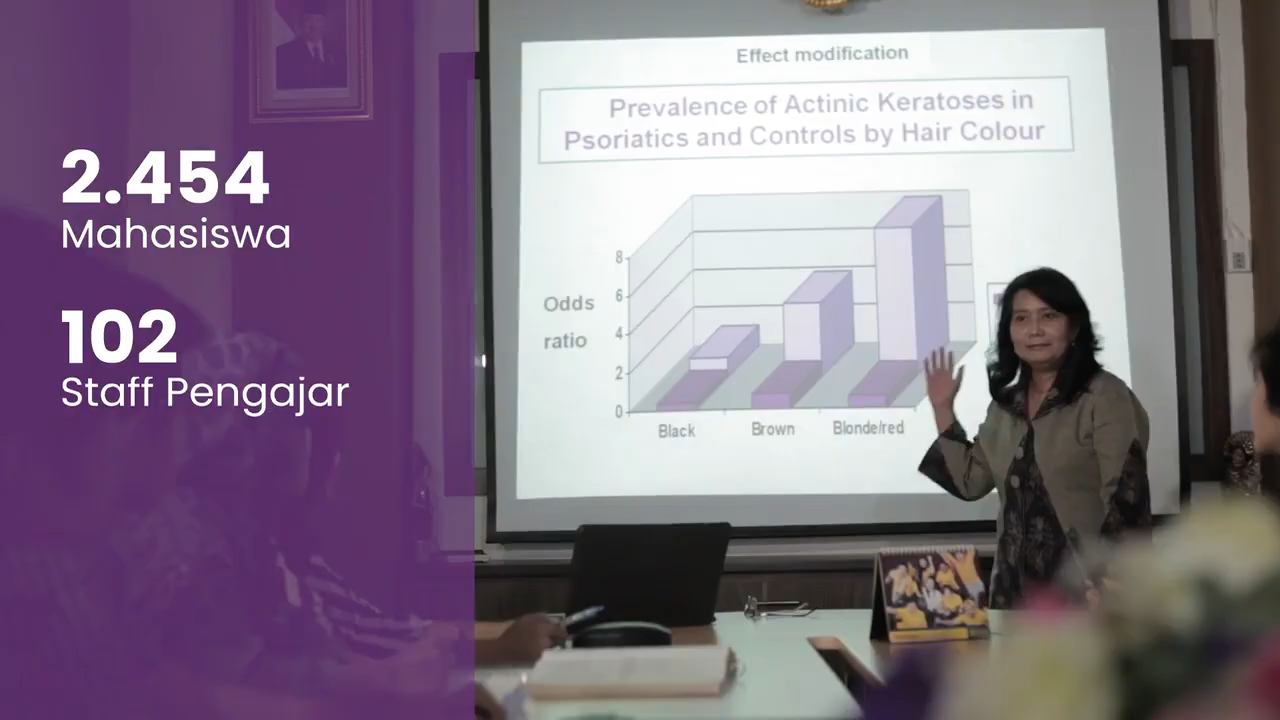 2.454
Mahasiswa
102
Staff Pengajar
Effect modification
Prevalence of Actinic Keratoses in
Psoriatics and Controls by Hair Colour
8
6
4
2
0
Odds
ratio
Black
Brown
Blonde/red